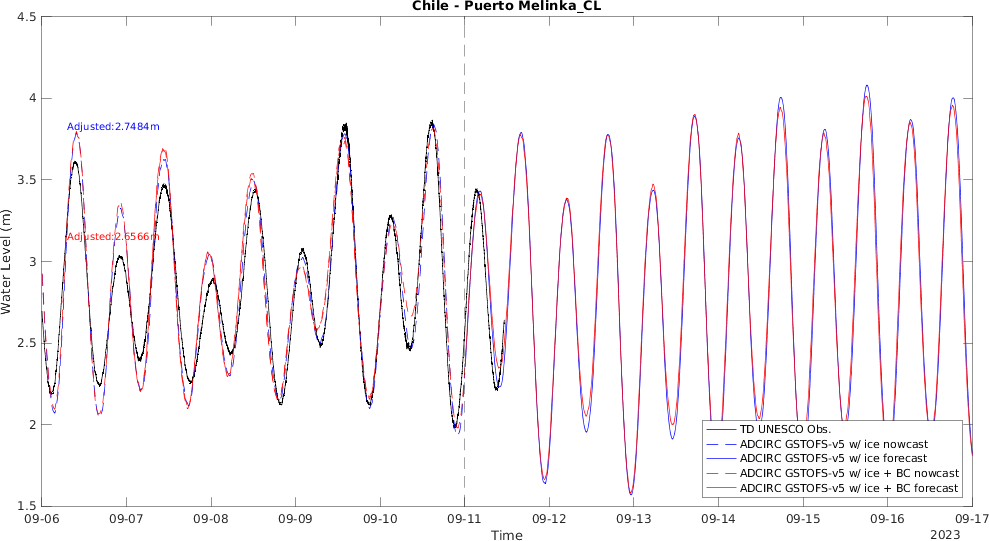 Chile - Puerto Melinka_CL
4.5
4
3.5
3
2.5
2
1.5
Water Level (m)
Adjusted:2.7484m
Adjusted:2.6566m
TD UNESCO Obs.
ADCIRC GSTOFS-v5 w/ ice nowcast
ADCIRC GSTOFS-v5 w/ ice forecast
ADCIRC GSTOFS-v5 w/ ice + BC nowcast
ADCIRC GSTOFS-v5 w/ ice + BC forecast
09-06 09-07 09-08 09-09 09-10 09-11 09-12 09-13 09-14 09-15 09-16 09-17
Time
2023